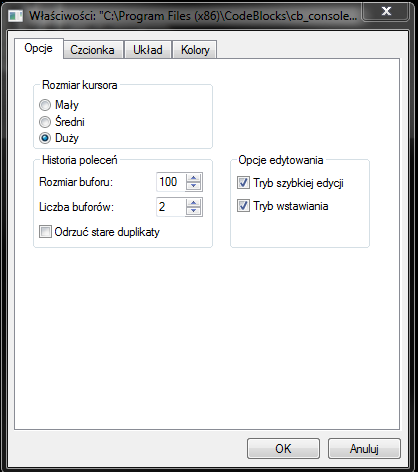 Właściwości: "C:\Program Files (x86)\CodeBlocks\cb_console...
Opcje Czcionka Układ Kolory
Rozmiar kursora
Mały
Średni
Duży
Historia poleceń
Rozmiar buforu: 100
Liczba buforów: 2
Odrzuć stare duplikaty
Opcje edytowania
Tryb szybkiej edycji
Tryb wstawiania
OK Anuluj